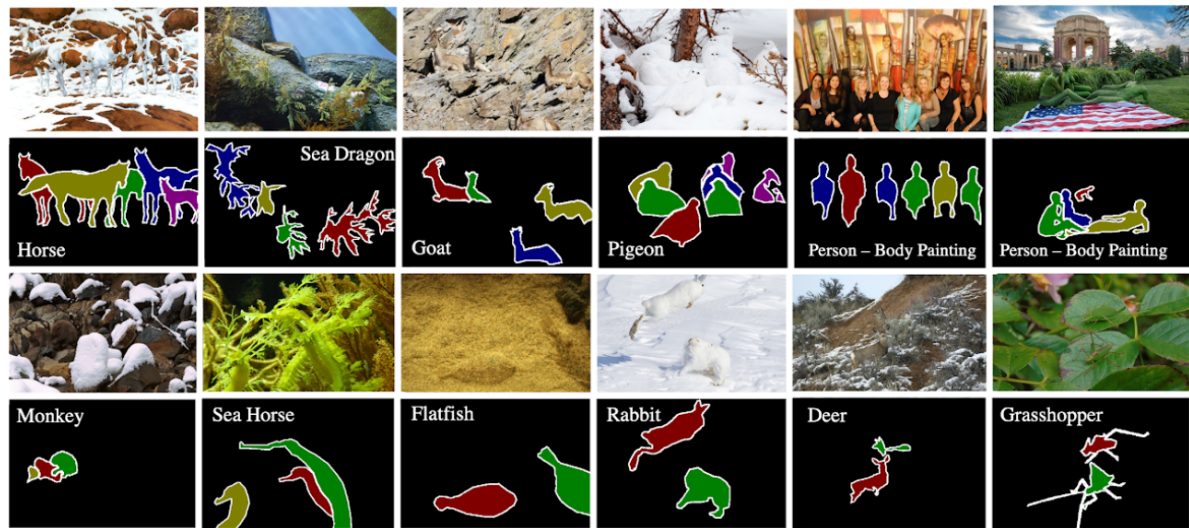 Sea Dragon
Horse
Goat
Pigeon
Person – Body Painting
Person – Body Painting
Monkey
Sea Horse
Flatfish
Rabbit
Deer
Grasshopper